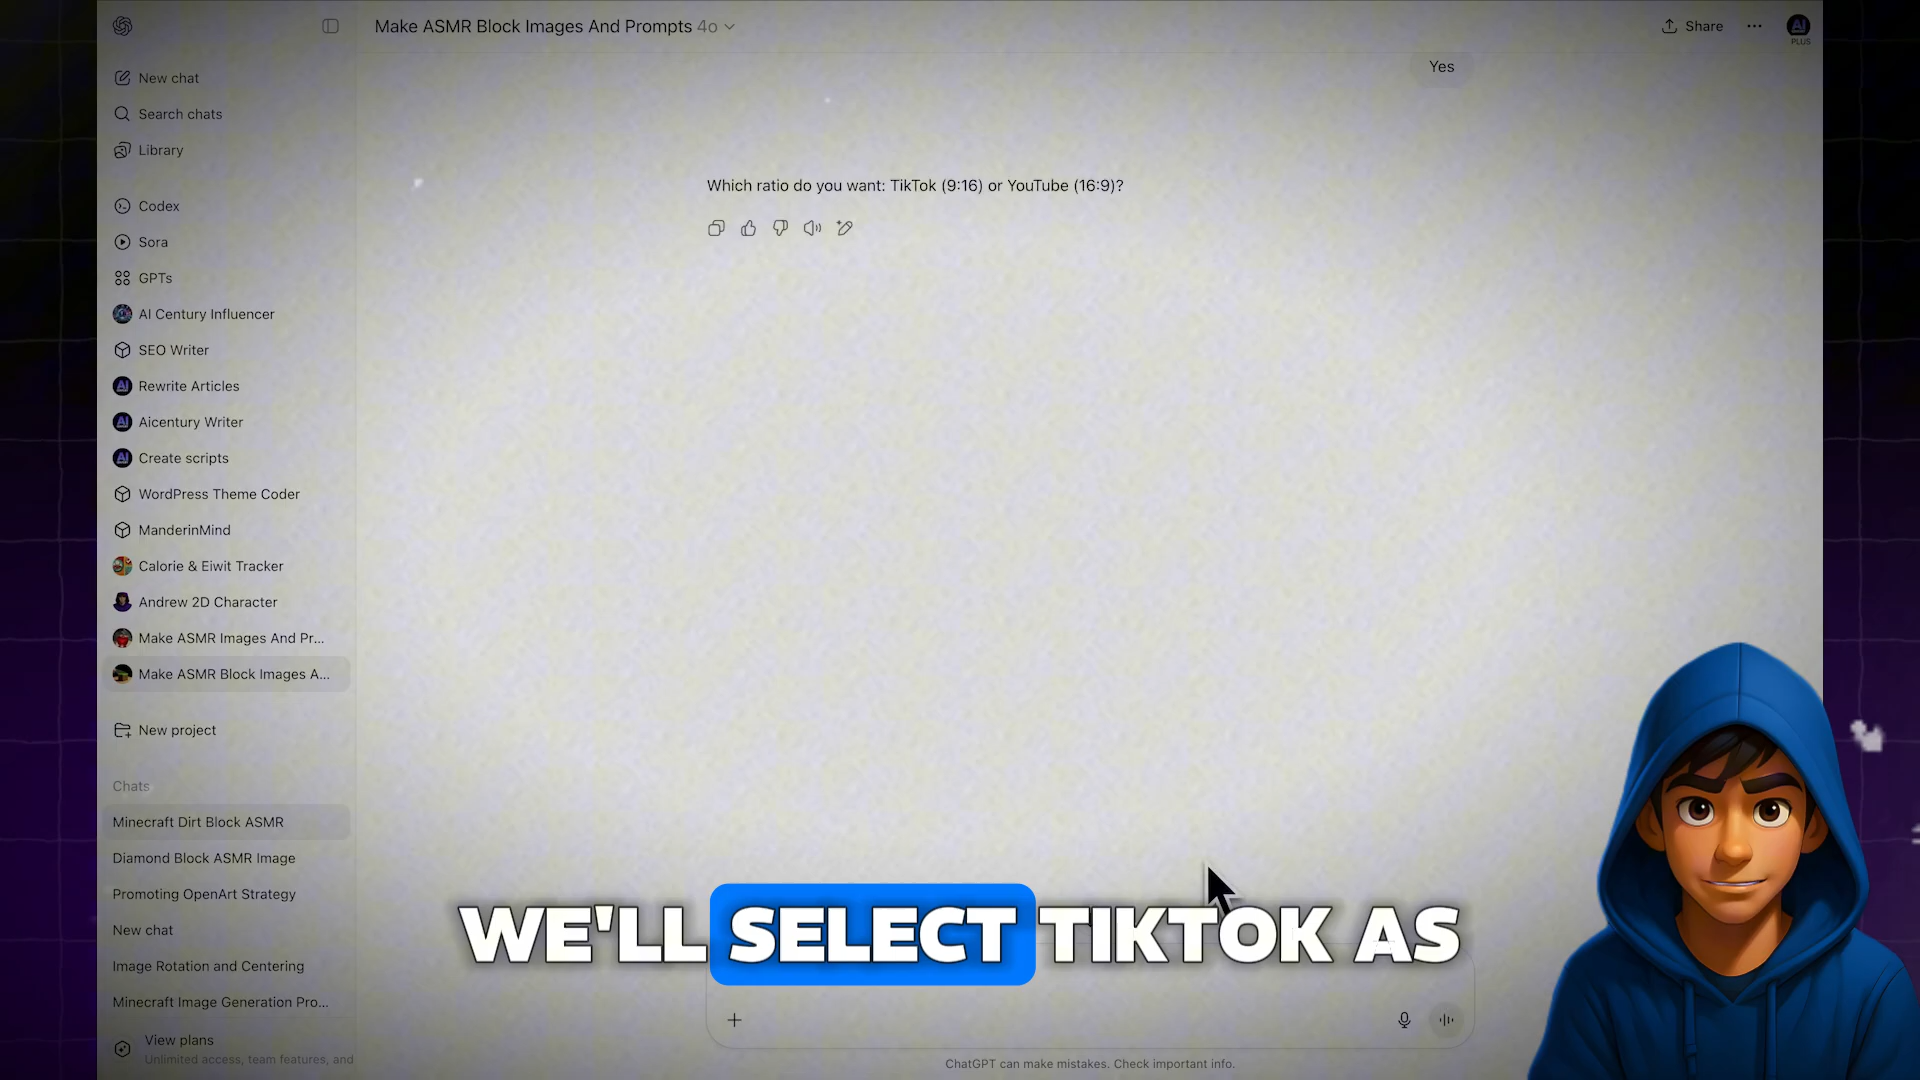 Make ASMR Block Images And Prompts 4o
Share
AI
PLUS
New chat
Search chats
Library
Codex
Sora
GPTs
AI Century Influencer
SEO Writer
AI Rewrite Articles
AI Aicentury Writer
AI Create scripts
WordPress Theme Coder
ManderinMind
Calorie & Eiwit Tracker
Andrew 2D Character
Make ASMR Images And Pr...
Make ASMR Block Images A...
New project
Chats
Minecraft Dirt Block ASMR
Diamond Block ASMR Image
Promoting OpenArt Strategy
New chat
Image Rotation and Centering
Minecraft Image Generation Pro...
View plans
Unlimited access, team features, and
Yes
Which ratio do you want: TikTok (9:16) or YouTube (16:9)?
WE'LL SELECT TIKTOK AS
ChatGPT can make mistakes. Check important info.